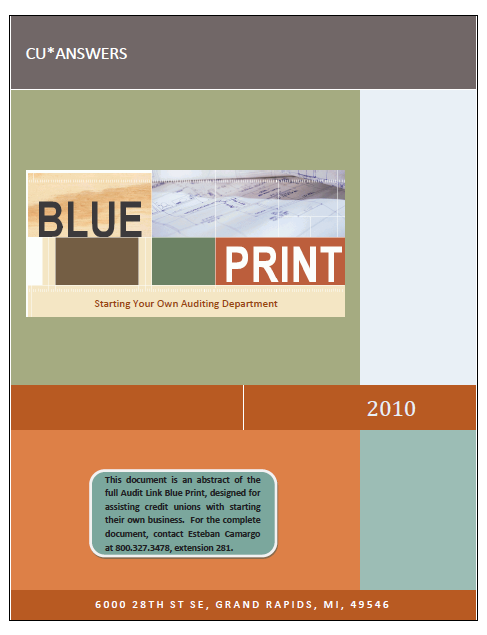 CU*ANSWERS
BLUE
PRINT
Starting Your Own Auditing Department
2010
This document is an abstract of the
full Audit Link Blue Print, designed for
assisting credit unions with starting
their own business. For the complete
document, contact Esteban Camargo
at 800.327.3478, extension 281.
6000 28TH ST SE, GRAND RAPIDS, MI, 49546